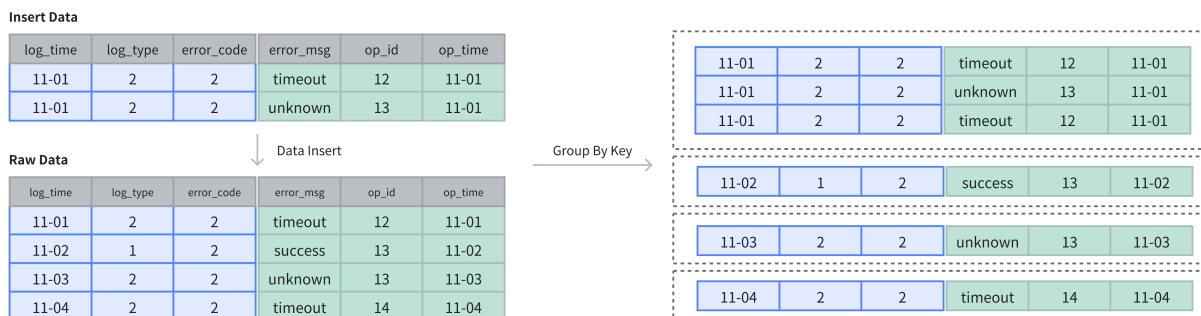 Insert Data
log_time log_type error_code error_msg op_id op_time
11-01 2 2 timeout 12 11-01
11-01 2 2 unknown 13 11-01
Data Insert
Raw Data
log_time log_type error_code error_msg op_id op_time
11-01 2 2 timeout 12 11-01
11-02 1 2 success 13 11-02
11-03 2 2 unknown 13 11-03
11-04 2 2 timeout 14 11-04
Group By Key
11-01 2 2 timeout 12 11-01
11-01 2 2 unknown 13 11-01
11-01 2 2 timeout 12 11-01
11-02 1 2 success 13 11-02
11-03 2 2 unknown 13 11-03
11-04 2 2 timeout 14 11-04